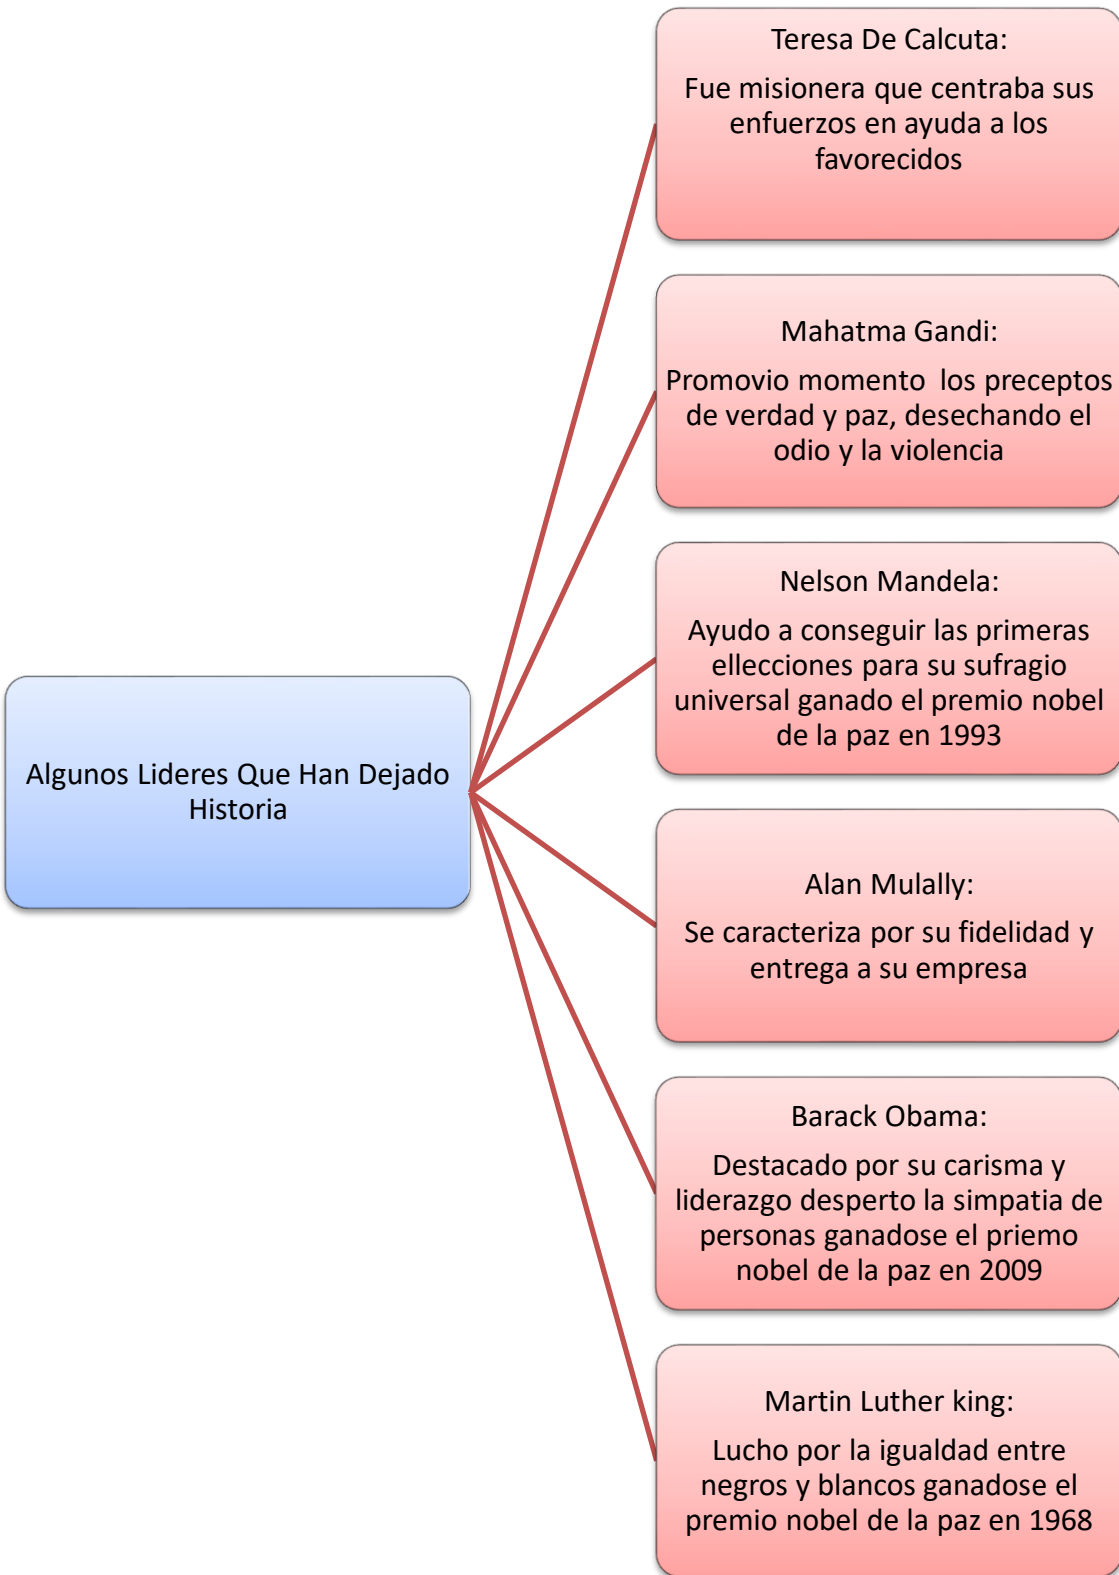 Teresa De Calcuta:
Fue misionera que centraba sus
enfuerzos en ayuda a los
favorecidos
Mahatma Gandi:
Promovio momento los preceptos
de verdad y paz, desechando el
odio y la violencia
Nelson Mandela:
Ayudo a conseguir las primeras
ellecciones para su sufragio
universal ganado el premio nobel
de la paz en 1993
Algunos Lideres Que Han Dejado
Historia
Alan Mulally:
Se caracteriza por su fidelidad y
entrega a su empresa
Barack Obama:
Destacado por su carisma y
liderazgo desperto la simpatia de
personas ganadose el priemo
nobel de la paz en 2009
Martin Luther king:
Lucho por la igualdad entre
negros y blancos ganadose el
premio nobel de la paz en 1968